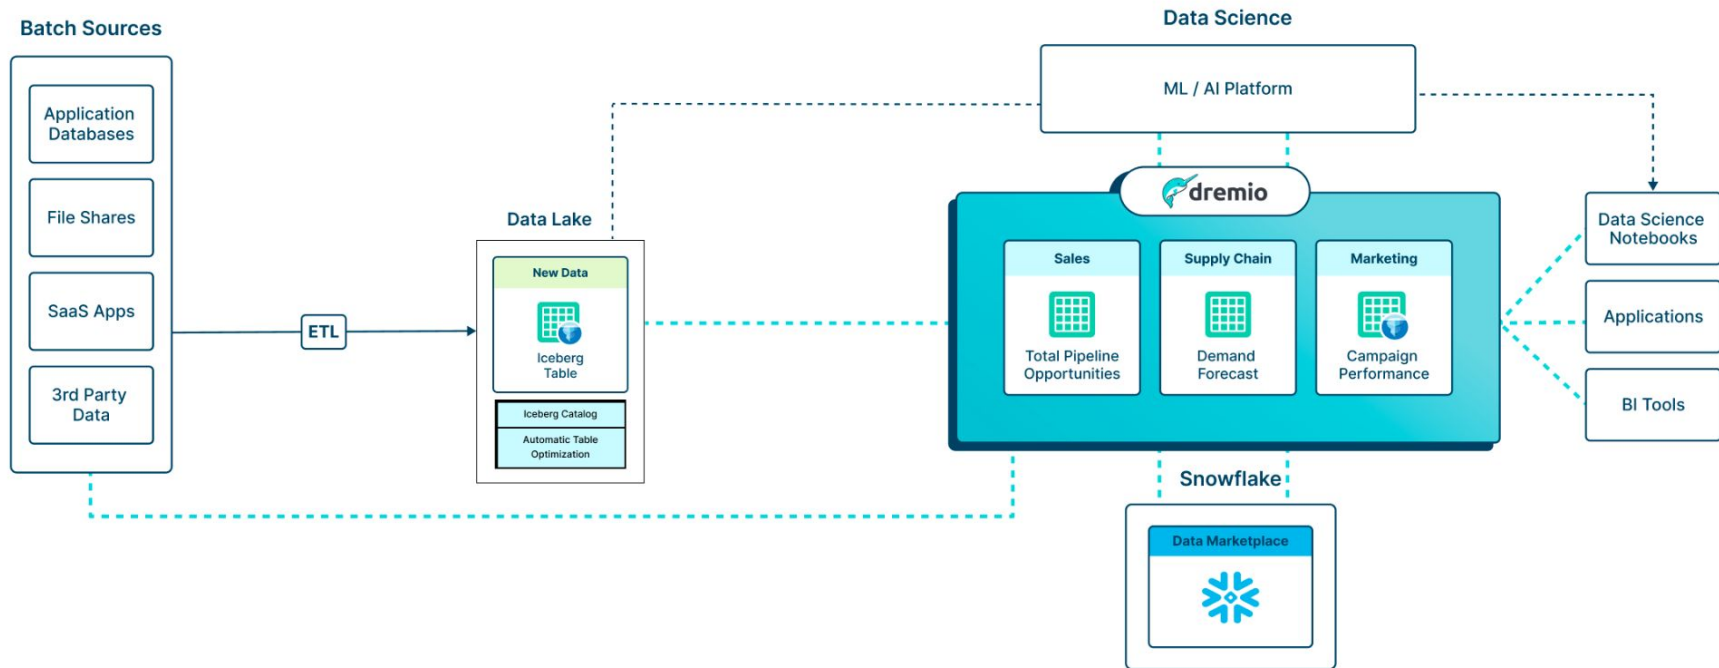 Batch Sources
Application
Databases
File Shares
SaaS Apps
3rd Party
Data
ETL
Data Lake
New Data
Iceberg
Table
Iceberg Catalog
Automatic Table
Optimization
Data Science
ML / AI Platform
dremio
Sales
Total Pipeline
Opportunities
Supply Chain
Demand
Forecast
Marketing
Campaign
Performance
Snowflake
Data Marketplace
Data Science
Notebooks
Applications
BI Tools